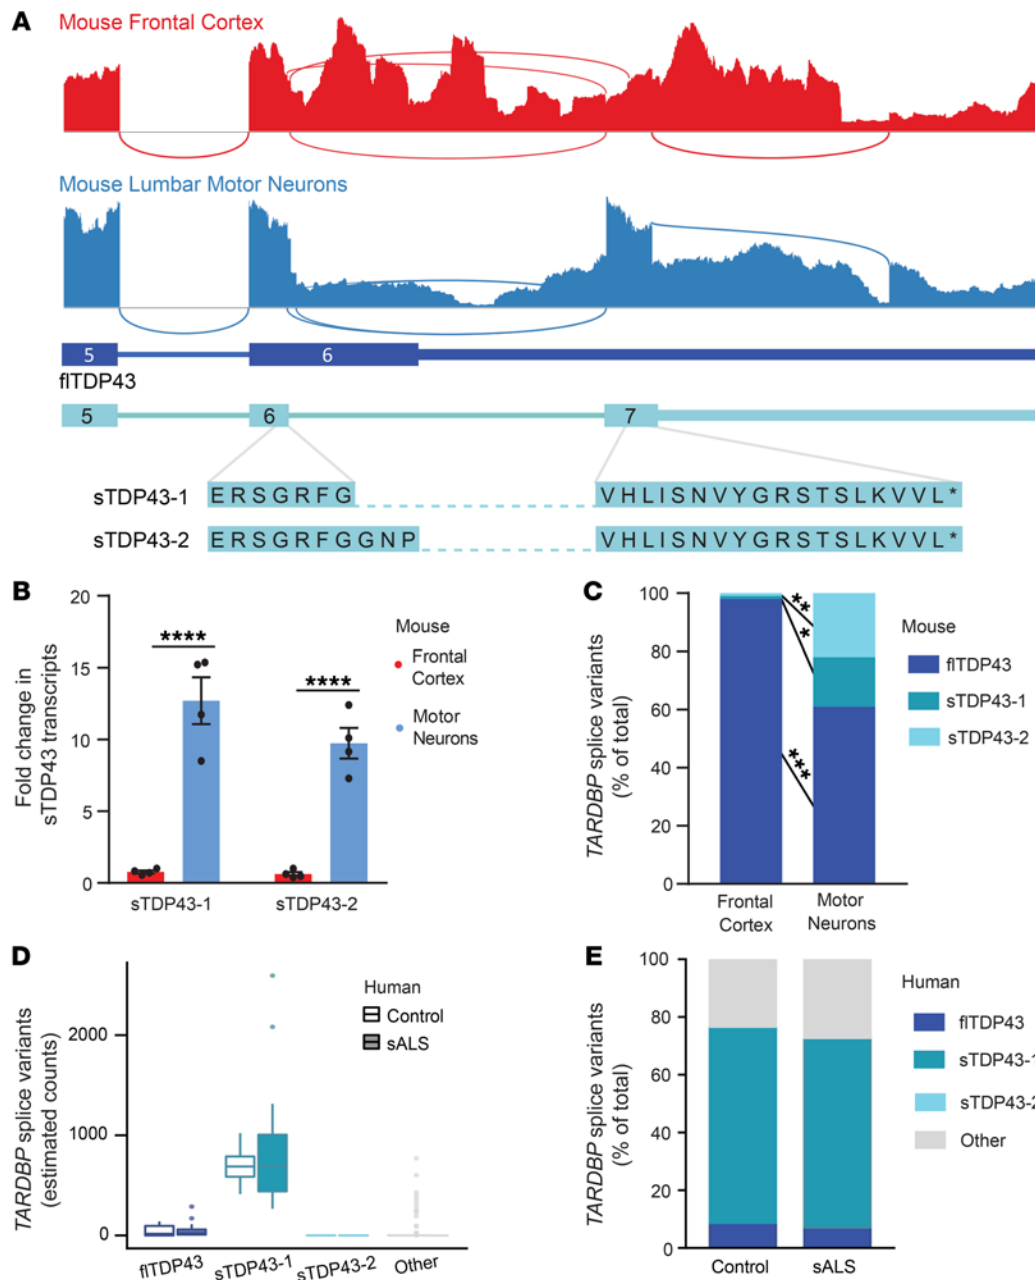 A
Mouse Frontal Cortex
Mouse Lumbar Motor Neurons
5
6
flTDP43
5
6
7
sTDP43-1
E R S G R F G
V H L I S N V Y G R S T S L K V V L *
sTDP43-2
E R S G R F G G N P
V H L I S N V Y G R S T S L K V V L *
B
Fold change in
sTDP43 transcripts
20
15
10
5
0
****
****
sTDP43-1
sTDP43-2
Mouse
Frontal
Cortex
Motor
Neurons
C
TARDBP splice variants
(% of total)
100
80
60
40
20
0
**
*
***
Frontal
Cortex
Motor
Neurons
Mouse
flTDP43
sTDP43-1
sTDP43-2
D
TARDBP splice variants
(estimated counts)
2000
1000
0
Human
Control
sALS
flTDP43
sTDP43-1
sTDP43-2
Other
E
TARDBP splice variants
(% of total)
100
80
60
40
20
0
Control
sALS
Human
flTDP43
sTDP43-1
sTDP43-2
Other